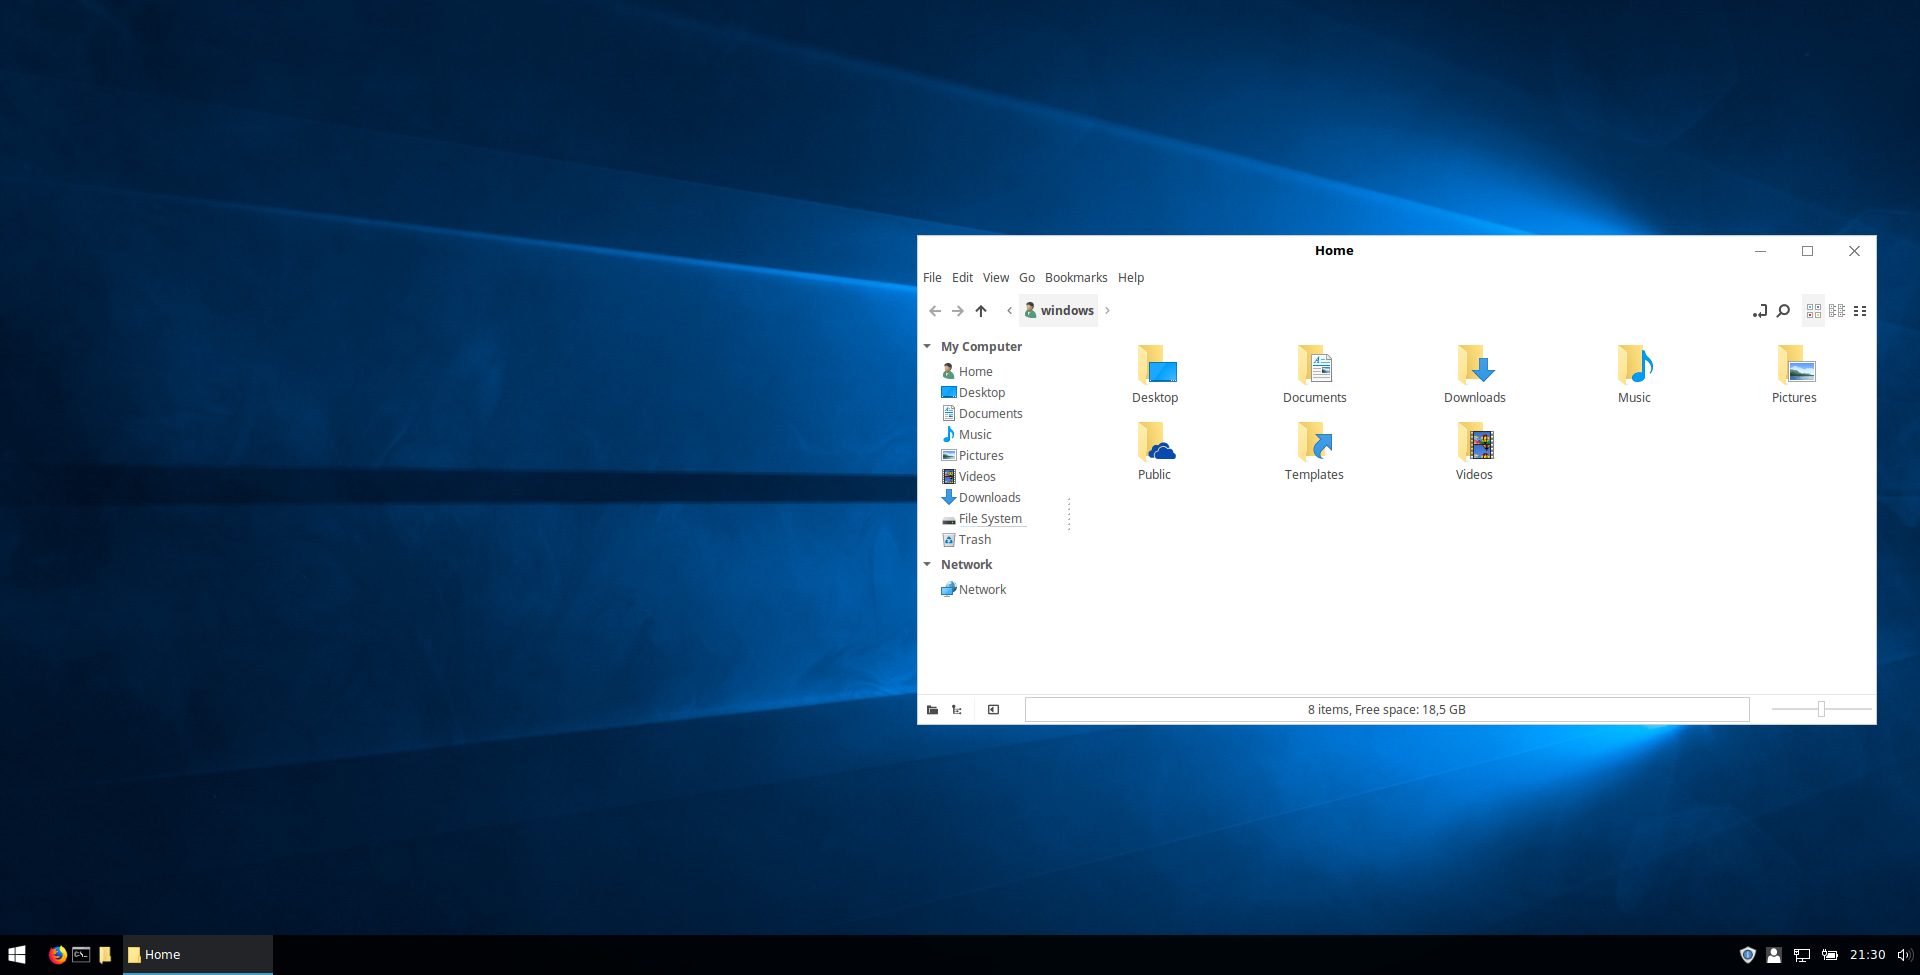 Home
File Edit View Go Bookmarks Help
windows
My Computer
Home
Desktop
Documents
Music
Pictures
Videos
Downloads
File System
Trash
Network
Network
Desktop Documents Downloads Music Pictures
Public Templates Videos
8 items, Free space: 18,5 GB
Home
21:30